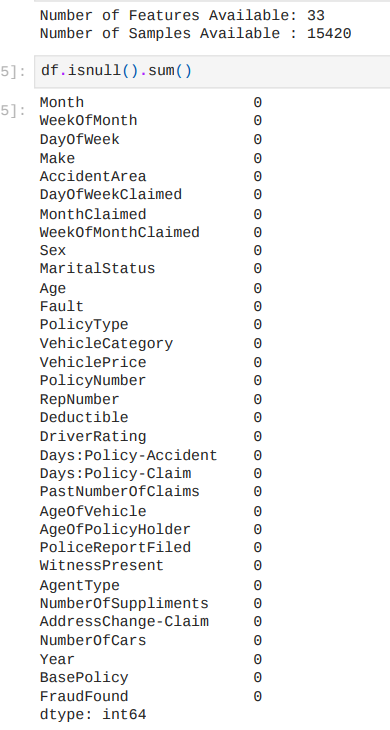 Number of Features Available: 33
Number of Samples Available : 15420
5]: df.isnull().sum()
5]:
Month 0
WeekOfMonth 0
DayOfWeek 0
Make 0
AccidentArea 0
DayOfWeekClaimed 0
MonthClaimed 0
WeekOfMonthClaimed 0
Sex 0
MaritalStatus 0
Age 0
Fault 0
PolicyType 0
VehicleCategory 0
VehiclePrice 0
PolicyNumber 0
RepNumber 0
Deductible 0
DriverRating 0
Days:Policy-Accident 0
Days:Policy-Claim 0
PastNumberOfClaims 0
AgeOfVehicle 0
AgeOfPolicyHolder 0
PoliceReportFiled 0
WitnessPresent 0
AgentType 0
NumberOfSuppliments 0
AddressChange-Claim 0
NumberOfCars 0
Year 0
BasePolicy 0
FraudFound 0
dtype: int64